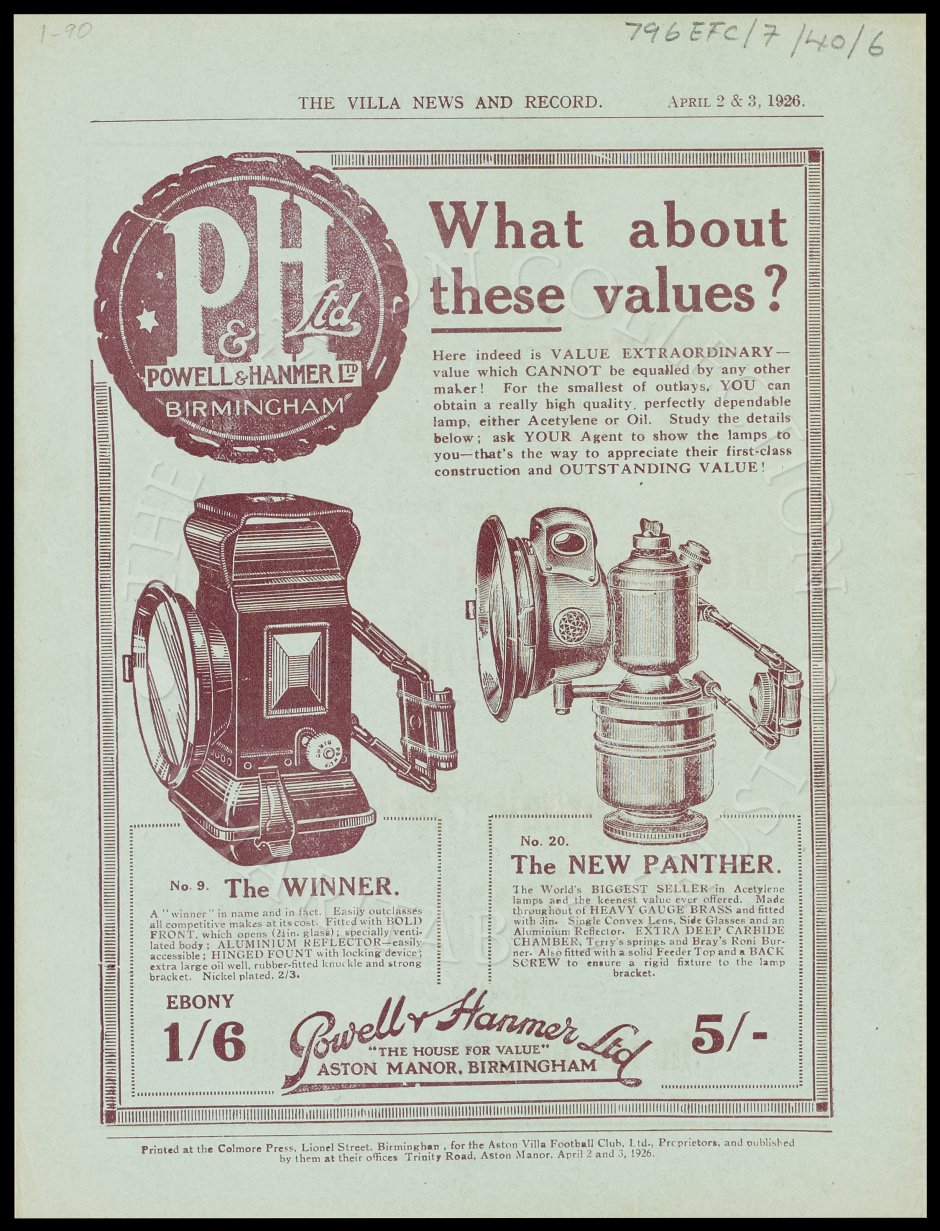 1-90
796EFC/7/40/6
THE VILLA NEWS AND RECORD. APRIL 2 & 3, 1926.
P&H Ltd.
POWELL & HANMER LTD
BIRMINGHAM
What about
these values?
Here indeed is VALUE EXTRAORDINARY—
value which CANNOT be equalled by any other
maker! For the smallest of outlays, YOU can
obtain a really high quality, perfectly dependable
lamp, either Acetylene or Oil. Study the details
below; ask YOUR Agent to show the lamps to
you—that's the way to appreciate their first-class
construction and OUTSTANDING VALUE!
No. 9. The WINNER.
A "winner" in name and in fact. Easily outclasses
all competitive makes at its cost. Fitted with BOLD
FRONT, which opens (2¾in. glass); specially venti-
lated body; ALUMINIUM REFLECTOR—easily
accessible; HINGED FOUNT with locking device;
extra large oil well, rubber-fitted knuckle and strong
bracket. Nickel plated, 2/3.
EBONY
1/6
No. 20.
The NEW PANTHER.
The World's BIGGEST SELLER in Acetylene
lamps and the keenest value ever offered. Made
throughout of HEAVY GAUGE BRASS and fitted
with 3in. Single Convex Lens, Side Glasses and an
Aluminium Reflector. EXTRA DEEP CARBIDE
CHAMBER, Terry's springs and Bray's Roni Bur-
ner. Also fitted with a solid Feeder Top and a BACK
SCREW to ensure a rigid fixture to the lamp
bracket.
5/-
Powell & Hanmer Ltd
"THE HOUSE FOR VALUE"
ASTON MANOR, BIRMINGHAM
Printed at the Colmore Press, Lionel Street, Birmingham, for the Aston Villa Football Club, Ltd., Proprietors, and published
by them at their offices Trinity Road, Aston Manor, April 2 and 3, 1926.
THE EVERTON COLLECTION CHARITABLE TRUST